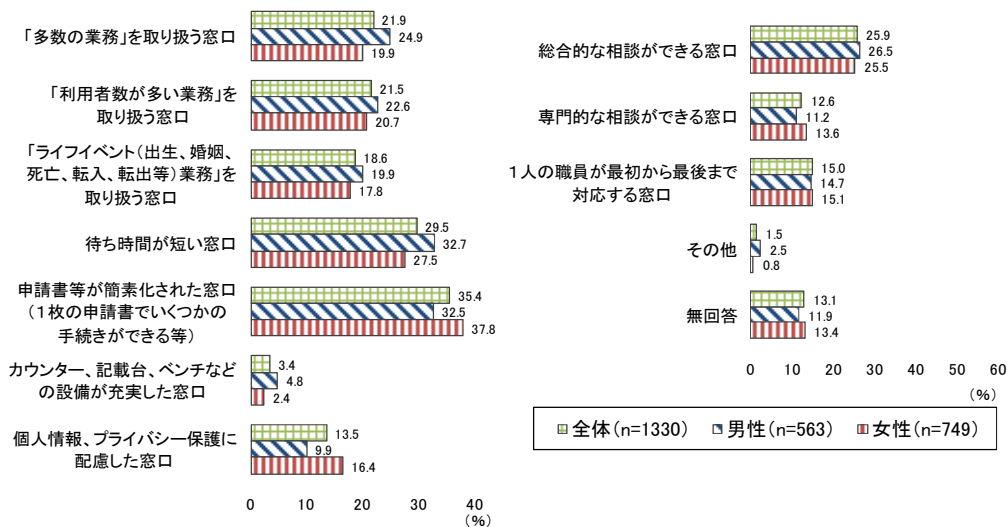 「多数の業務」を取り扱う窓口
21.9
24.9
19.9
「利用者数が多い業務」を
取り扱う窓口
21.5
22.6
20.7
「ライフイベント(出生、婚姻、
死亡、転入、転出等)業務」を
取り扱う窓口
18.6
19.9
17.8
待ち時間が短い窓口
29.5
32.7
27.5
申請書等が簡素化された窓口
(1枚の申請書でいくつかの
手続きができる等)
35.4
32.5
37.8
カウンター、記載台、ベンチなど
の設備が充実した窓口
3.4
4.8
2.4
個人情報、プライバシー保護に
配慮した窓口
13.5
9.9
16.4
0 10 20 30 40
(%)
総合的な相談ができる窓口
25.9
26.5
25.5
専門的な相談ができる窓口
12.6
11.2
13.6
1人の職員が最初から最後まで
対応する窓口
15.0
14.7
15.1
その他
1.5
2.5
0.8
無回答
13.1
11.9
13.4
0 10 20 30 40 50 60
(%)
全体(n=1330) 男性(n=563) 女性(n=749)